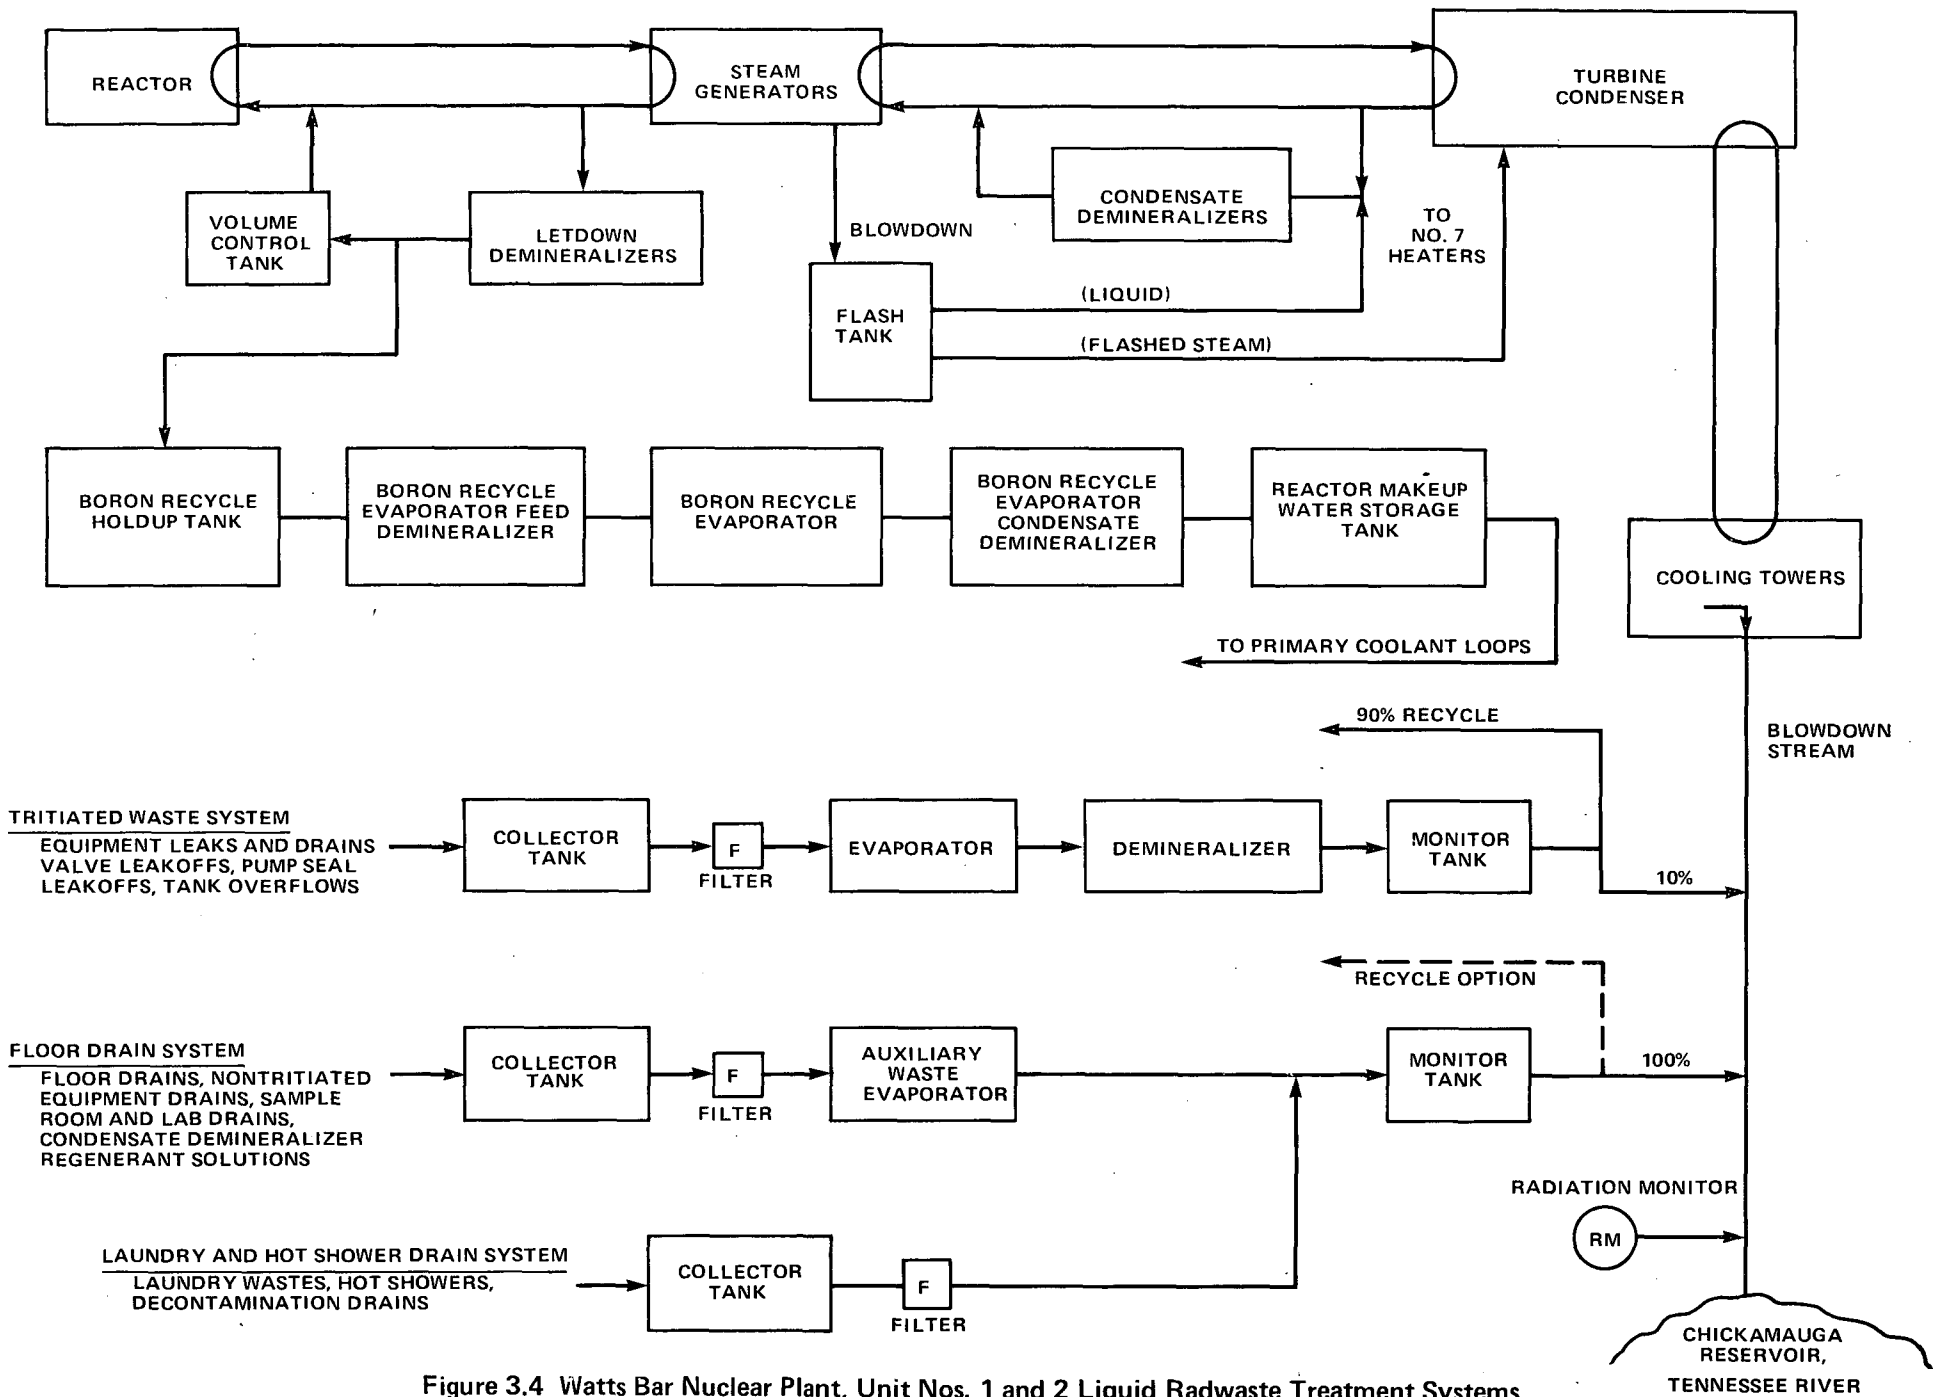 REACTOR
STEAM
GENERATORS
TURBINE
CONDENSER
VOLUME
CONTROL
TANK
LETDOWN
DEMINERALIZERS
BLOWDOWN
CONDENSATE
DEMINERALIZERS
TO
NO. 7
HEATERS
FLASH
TANK
(LIQUID)
(FLASHED STEAM)
BORON RECYCLE
HOLDUP TANK
BORON RECYCLE
EVAPORATOR FEED
DEMINERALIZER
BORON RECYCLE
EVAPORATOR
BORON RECYCLE
EVAPORATOR
CONDENSATE
DEMINERALIZER
REACTOR MAKEUP
WATER STORAGE
TANK
COOLING TOWERS
TO PRIMARY COOLANT LOOPS
90% RECYCLE
BLOWDOWN
STREAM
TRITIATED WASTE SYSTEM
EQUIPMENT LEAKS AND DRAINS
VALVE LEAKOFFS, PUMP SEAL
LEAKOFFS, TANK OVERFLOWS
COLLECTOR
TANK
F
FILTER
EVAPORATOR
DEMINERALIZER
MONITOR
TANK
10%
RECYCLE OPTION
FLOOR DRAIN SYSTEM
FLOOR DRAINS, NONTRITIATED
EQUIPMENT DRAINS, SAMPLE
ROOM AND LAB DRAINS,
CONDENSATE DEMINERALIZER
REGENERANT SOLUTIONS
COLLECTOR
TANK
F
FILTER
AUXILIARY
WASTE
EVAPORATOR
MONITOR
TANK
100%
RADIATION MONITOR
RM
LAUNDRY AND HOT SHOWER DRAIN SYSTEM
LAUNDRY WASTES, HOT SHOWERS,
DECONTAMINATION DRAINS
COLLECTOR
TANK
F
FILTER
CHICKAMAUGA
RESERVOIR,
TENNESSEE RIVER
Figure 3.4 Watts Bar Nuclear Plant, Unit Nos. 1 and 2 Liquid Radwaste Treatment Systems